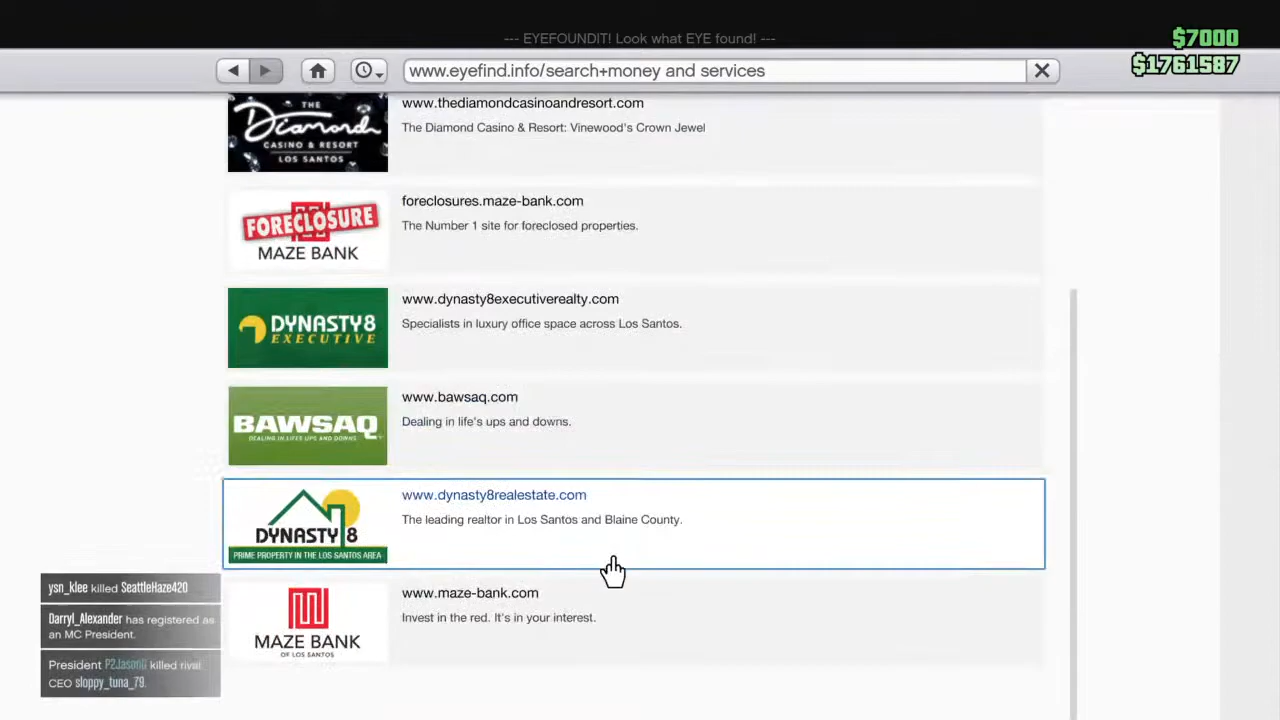 --- EYEFOUNDIT! Look what EYE found! ---
$7000
$1761587
www.eyefind.info/search+money and services
THE
Diamond
CASINO & RESORT
LOS SANTOS
www.thediamondcasinoandresort.com
The Diamond Casino & Resort: Vinewood's Crown Jewel
FORECLOSURE
MAZE BANK
foreclosures.maze-bank.com
The Number 1 site for foreclosed properties.
DYNASTY8
EXECUTIVE
www.dynasty8executiverealty.com
Specialists in luxury office space across Los Santos.
BAWSAQ
DEALING IN LIFE'S UPS AND DOWNS
www.bawsaq.com
Dealing in life's ups and downs.
DYNASTY 8
PRIME PROPERTY IN THE LOS SANTOS AREA
www.dynasty8realestate.com
The leading realtor in Los Santos and Blaine County.
MAZE BANK
OF LOS SANTOS
www.maze-bank.com
Invest in the red. It's in your interest.
ysn_klee killed SeattleHaze420
Darryl_Alexander has registered as
an MC President.
President killed rival
CEO sloppy_tuna_79.